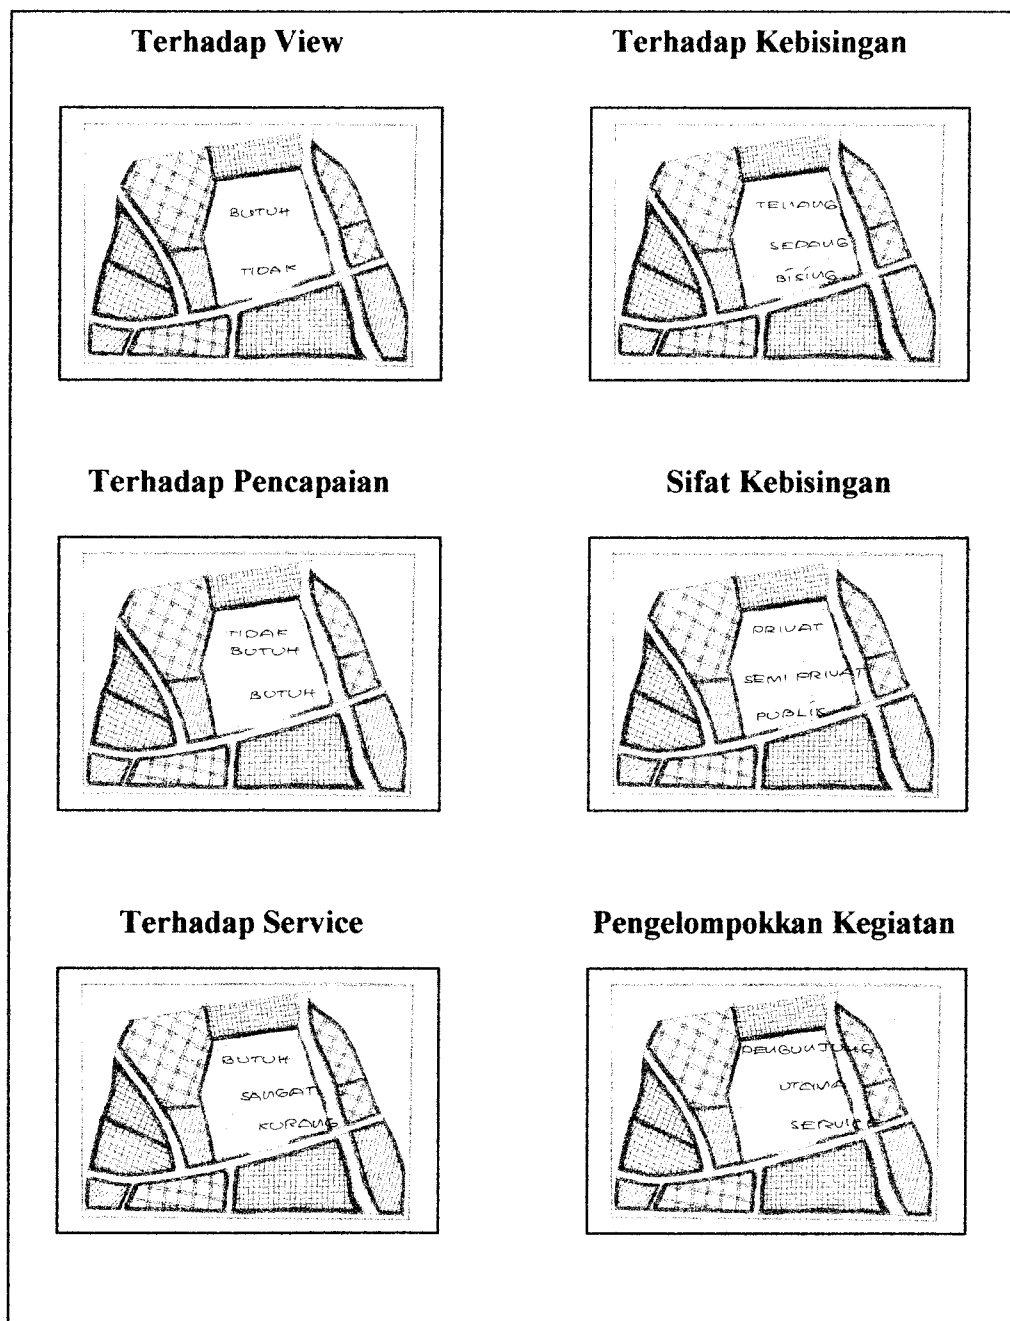 Terhadap View
BUTUH
TIDAK
Terhadap Kebisingan
TENANG
SEDANG
BISING
Terhadap Pencapaian
TIDAK
BUTUH
BUTUH
Sifat Kebisingan
PRIVAT
SEMI PRIVAT
PUBLIK
Terhadap Service
BUTUH
SANGAT
KURANG
Pengelompokkan Kegiatan
PENGUNJUNG
UTAMA
SERVICE